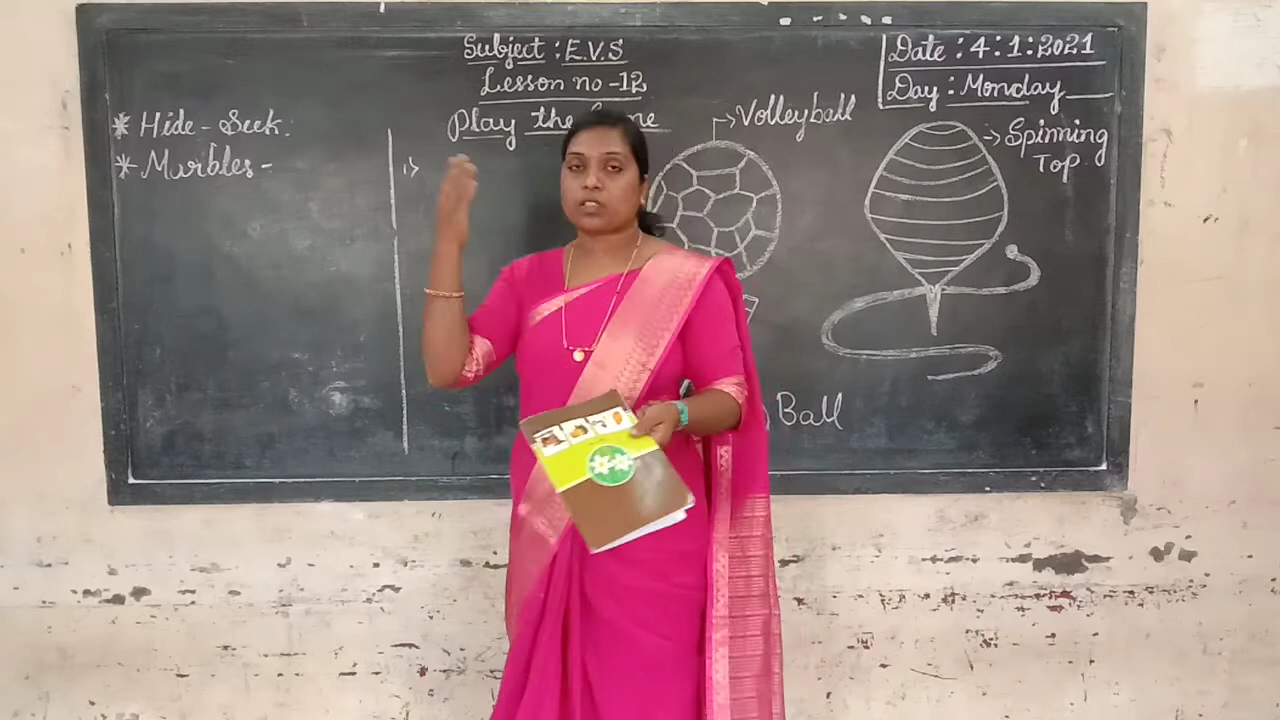 Subject : E.V.S
Lesson no - 12
Play the
Date : 4 : 1 : 2021
Day : Monday
* Hide - Seek.
* Marbles -
1>
Volleyball
Spinning
Top
Ball